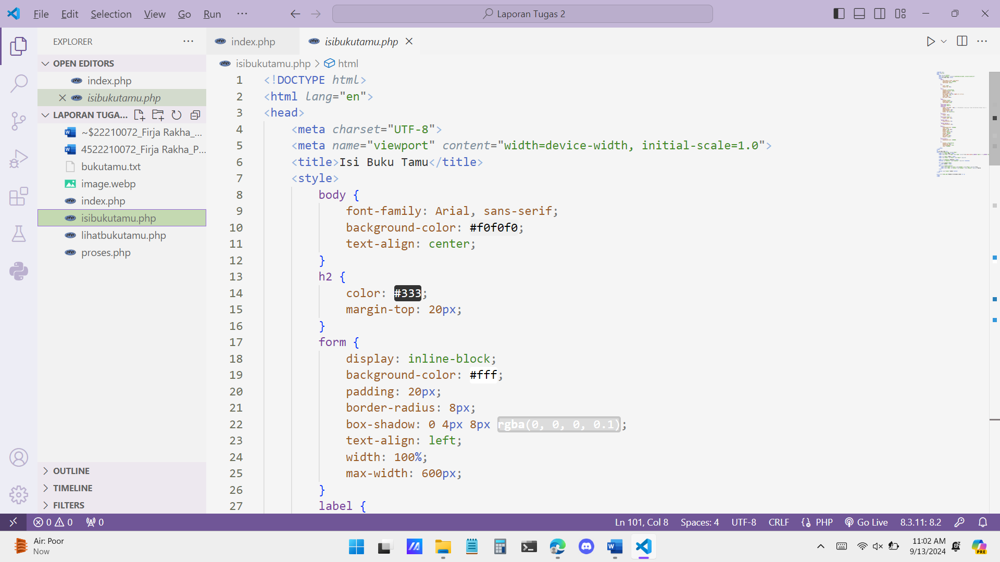 File Edit Selection View Go Run ···
Laporan Tugas 2
EXPLORER
OPEN EDITORS
index.php
isibukutamu.php
LAPORAN TUGA...
~$22210072_Firja Rakha_...
4522210072_Firja Rakha_P...
bukutamu.txt
image.webp
index.php
isibukutamu.php
lihatbukutamu.php
proses.php
OUTLINE
TIMELINE
FILTERS
index.php
isibukutamu.php
isibukutamu.php > html
1 <!DOCTYPE html>
2 <html lang="en">
3 <head>
4 <meta charset="UTF-8">
5 <meta name="viewport" content="width=device-width, initial-scale=1.0">
6 <title>Isi Buku Tamu</title>
7 <style>
8 body {
9 font-family: Arial, sans-serif;
10 background-color: #f0f0f0;
11 text-align: center;
12 }
13 h2 {
14 color: #333;
15 margin-top: 20px;
16 }
17 form {
18 display: inline-block;
19 background-color: #fff;
20 padding: 20px;
21 border-radius: 8px;
22 box-shadow: 0 4px 8px rgba(0, 0, 0, 0.1);
23 text-align: left;
24 width: 100%;
25 max-width: 600px;
26 }
27 label {
0 0 0
Ln 101, Col 8 Spaces: 4 UTF-8 CRLF {} PHP Go Live 8.3.11: 8.2
Air: Poor
Now
11:02 AM
9/13/2024
PRE